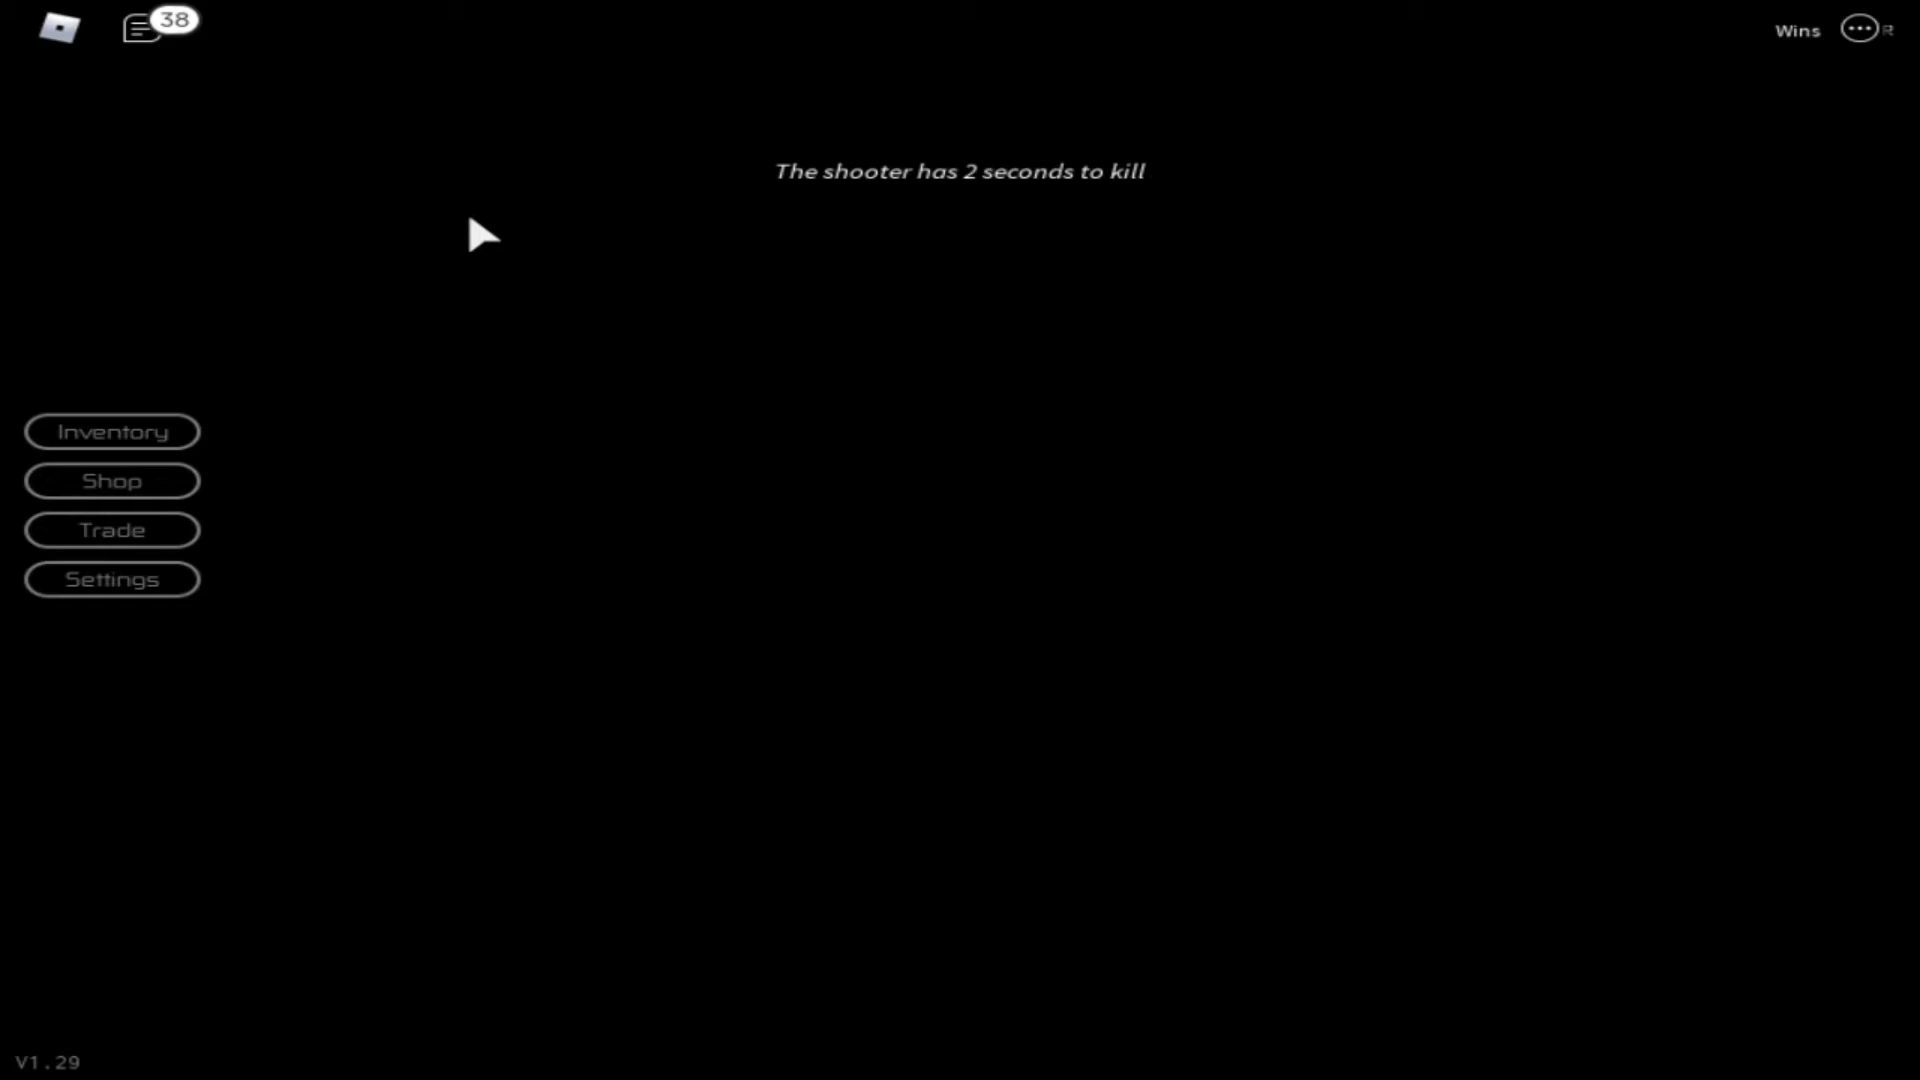 38
Wins
R
The shooter has 2 seconds to kill
Inventory
Shop
Trade
Settings
V1.29